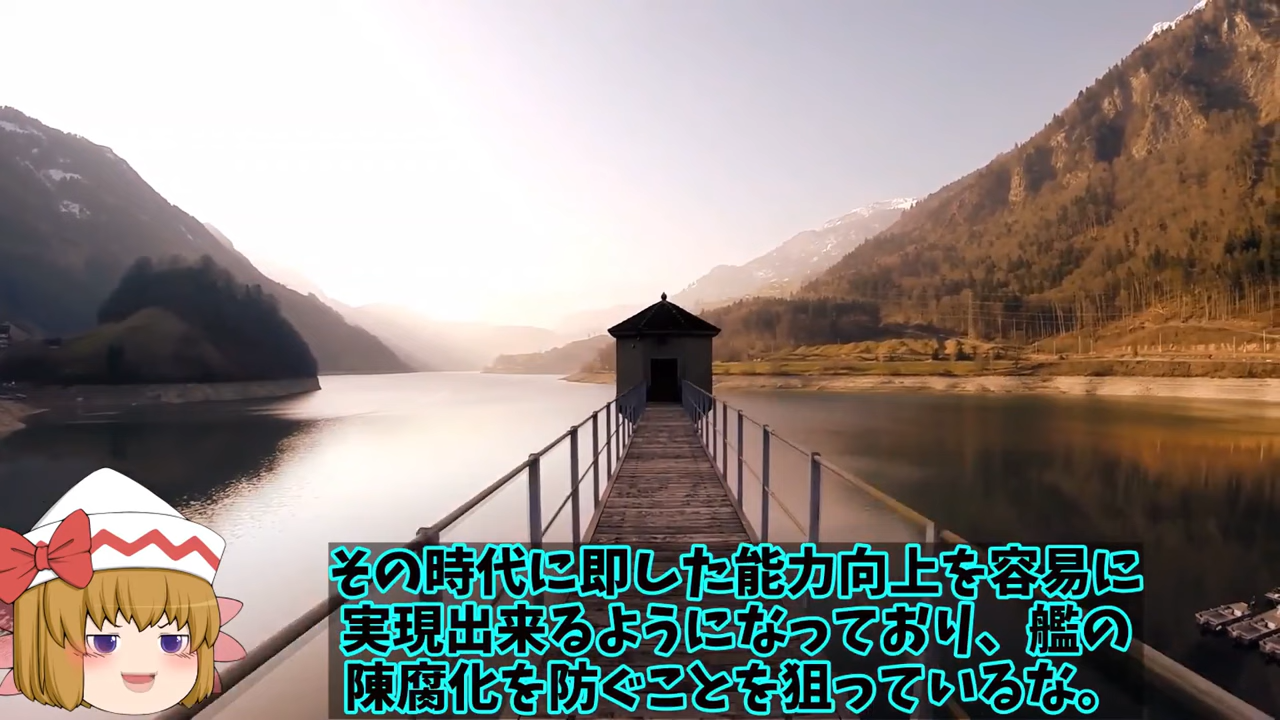 その時代に即した能力向上を容易に
実現出来るようになっており、艦の
陳腐化を防ぐことを狙っているな。